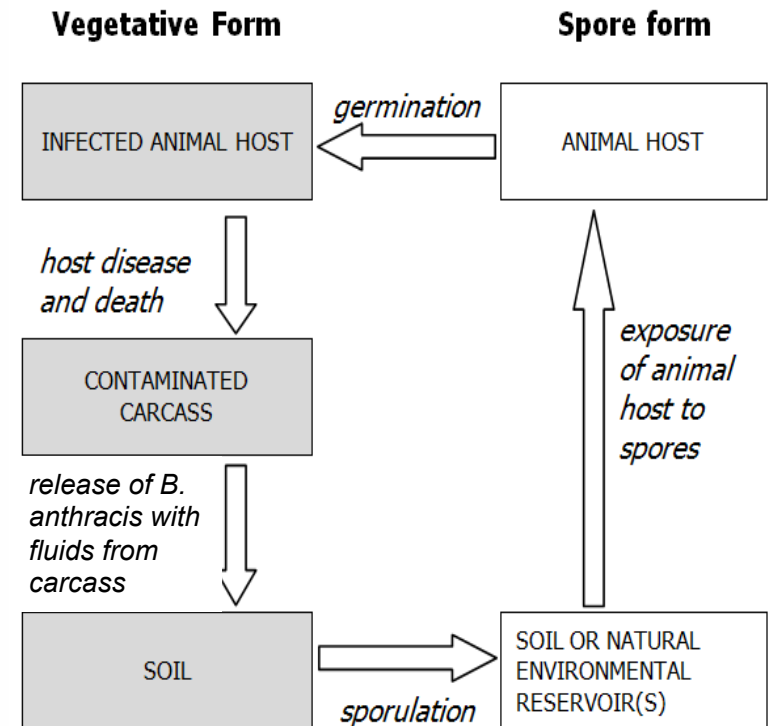 Vegetative Form
Spore form
germination
INFECTED ANIMAL HOST
ANIMAL HOST
host disease
and death
exposure
of animal
host to
spores
CONTAMINATED
CARCASS
release of B.
anthracis with
fluids from
carcass
SOIL
SOIL OR NATURAL
ENVIRONMENTAL
RESERVOIR(S)
sporulation